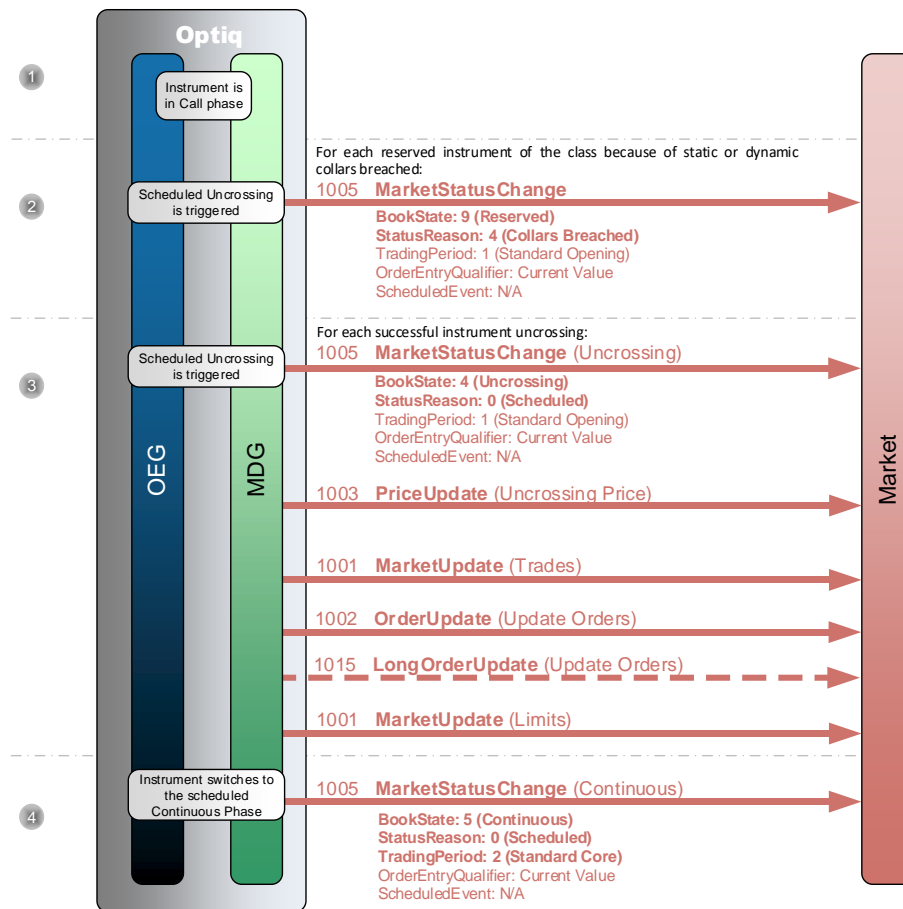 Optiq
1
Instrument is
in Call phase
For each reserved instrument of the class because of static or dynamic
collars breached:
2
Scheduled Uncrossing
is triggered
1005 MarketStatusChange
BookState: 9 (Reserved)
StatusReason: 4 (Collars Breached)
TradingPeriod: 1 (Standard Opening)
OrderEntryQualifier: Current Value
ScheduledEvent: N/A
For each successful instrument uncrossing:
3
Scheduled Uncrossing
is triggered
1005 MarketStatusChange (Uncrossing)
BookState: 4 (Uncrossing)
StatusReason: 0 (Scheduled)
TradingPeriod: 1 (Standard Opening)
OrderEntryQualifier: Current Value
ScheduledEvent: N/A
OEG
MDG
Market
1003 PriceUpdate (Uncrossing Price)
1001 MarketUpdate (Trades)
1002 OrderUpdate (Update Orders)
1015 LongOrderUpdate (Update Orders)
1001 MarketUpdate (Limits)
4
Instrument switches to
the scheduled
Continuous Phase
1005 MarketStatusChange (Continuous)
BookState: 5 (Continuous)
StatusReason: 0 (Scheduled)
TradingPeriod: 2 (Standard Core)
OrderEntryQualifier: Current Value
ScheduledEvent: N/A